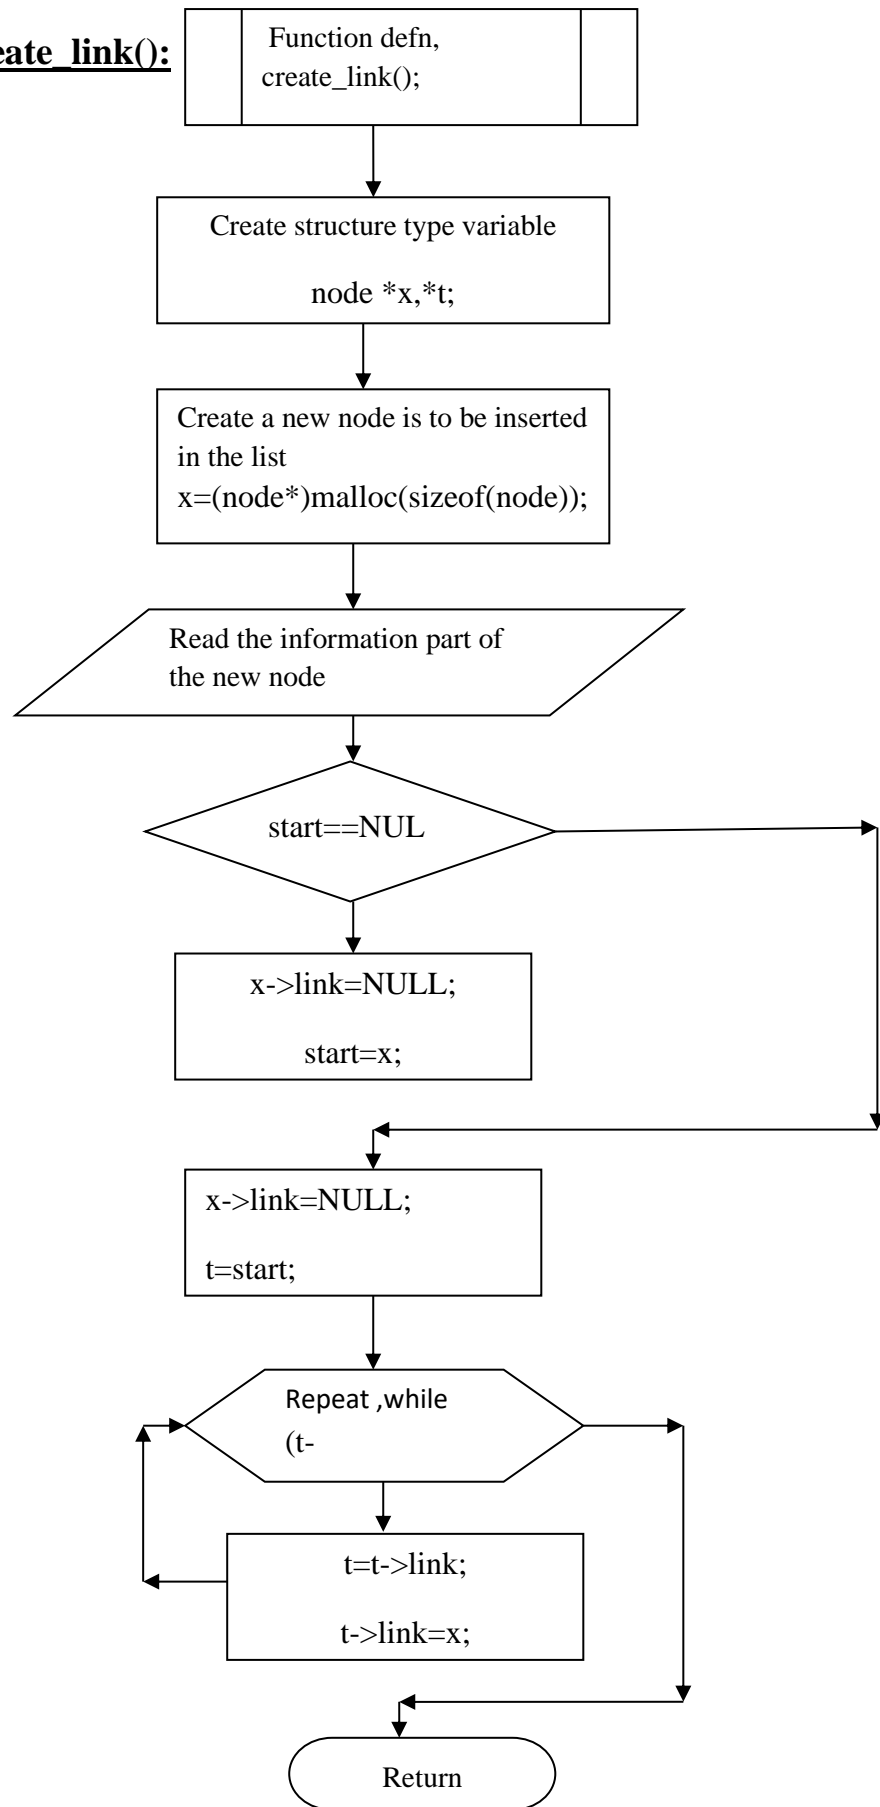 eate_link():
Function defn,
create_link();
Create structure type variable
node *x,*t;
Create a new node is to be inserted
in the list
x=(node*)malloc(sizeof(node));
Read the information part of
the new node
start==NUL
x->link=NULL;
start=x;
x->link=NULL;
t=start;
Repeat ,while
(t-
t=t->link;
t->link=x;
Return